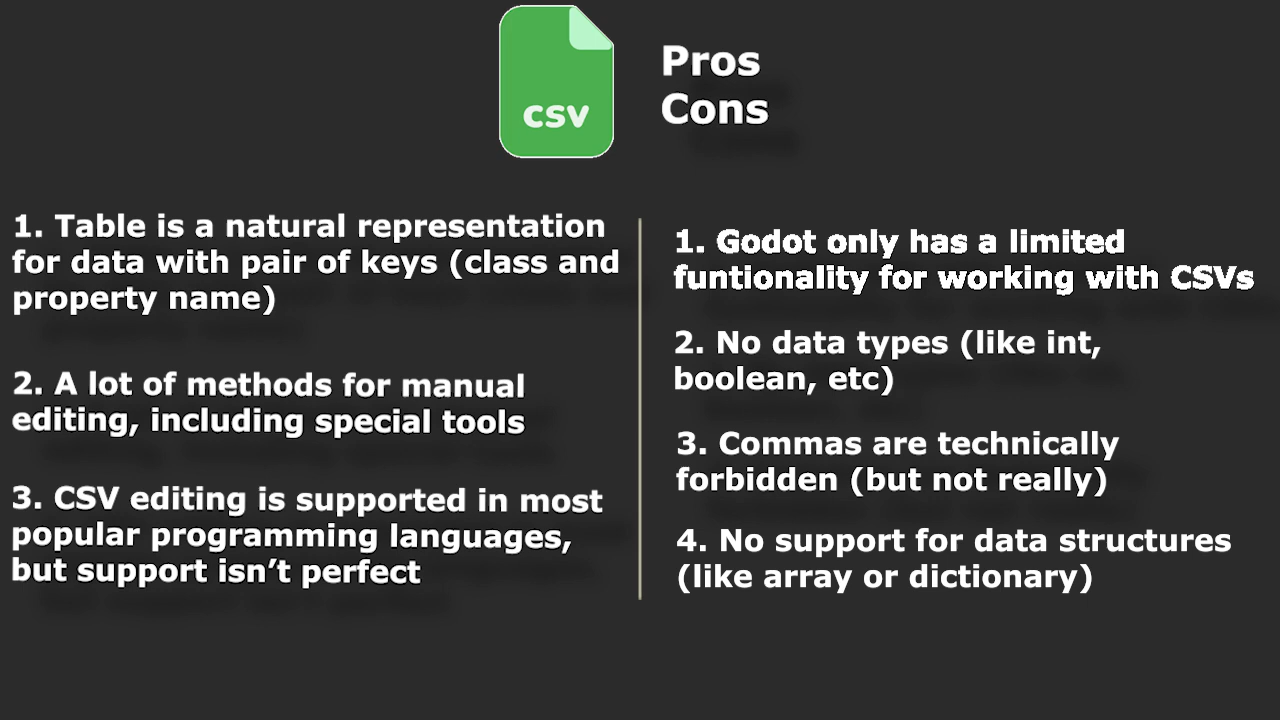 csv
Pros
Cons
1. Table is a natural representation
for data with pair of keys (class and
property name)
2. A lot of methods for manual
editing, including special tools
3. CSV editing is supported in most
popular programming languages,
but support isn’t perfect
1. Godot only has a limited
funtionality for working with CSVs
2. No data types (like int,
boolean, etc)
3. Commas are technically
forbidden (but not really)
4. No support for data structures
(like array or dictionary)